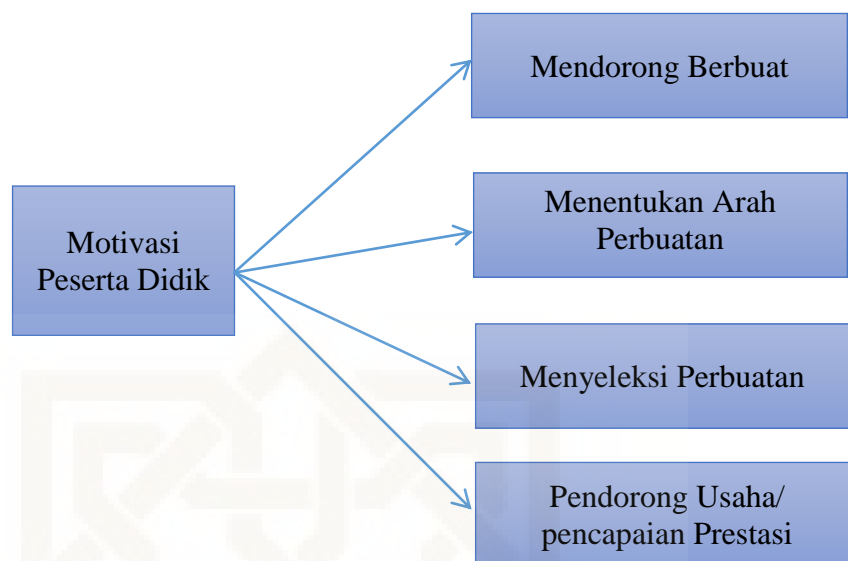 Motivasi
Peserta Didik
Mendorong Berbuat
Menentukan Arah
Perbuatan
Menyeleksi Perbuatan
Pendorong Usaha/
pencapaian Prestasi